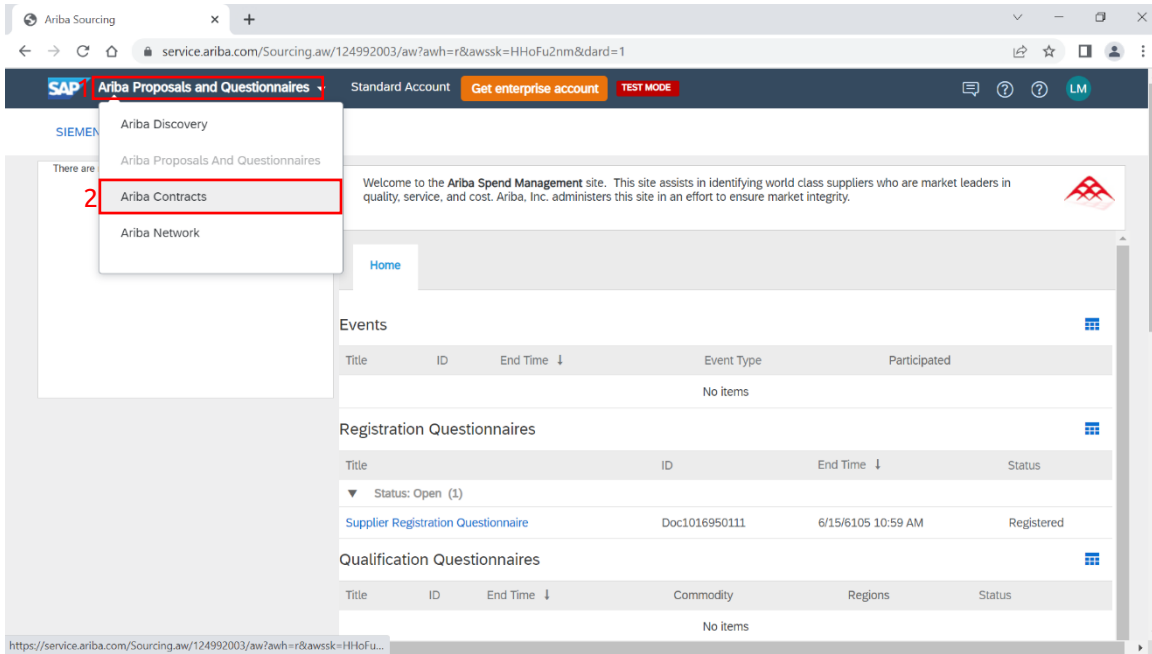 Ariba Sourcing
service.ariba.com/Sourcing.aw/124992003/aw?awh=r&awssk=HHoFu2nm&dard=1
SAP 1 Ariba Proposals and Questionnaires Standard Account Get enterprise account TEST MODE LM
SIEMEN
Ariba Discovery
Ariba Proposals And Questionnaires
2 Ariba Contracts
Ariba Network
There are
Welcome to the Ariba Spend Management site. This site assists in identifying world class suppliers who are market leaders in
quality, service, and cost. Ariba, Inc. administers this site in an effort to ensure market integrity.
Home
Events
Title ID End Time ↓ Event Type Participated
No items
Registration Questionnaires
Title ID End Time ↓ Status
▼ Status: Open (1)
Supplier Registration Questionnaire Doc1016950111 6/15/6105 10:59 AM Registered
Qualification Questionnaires
Title ID End Time ↓ Commodity Regions Status
No items
https://service.ariba.com/Sourcing.aw/124992003/aw?awh=r&awssk=HHoFu...